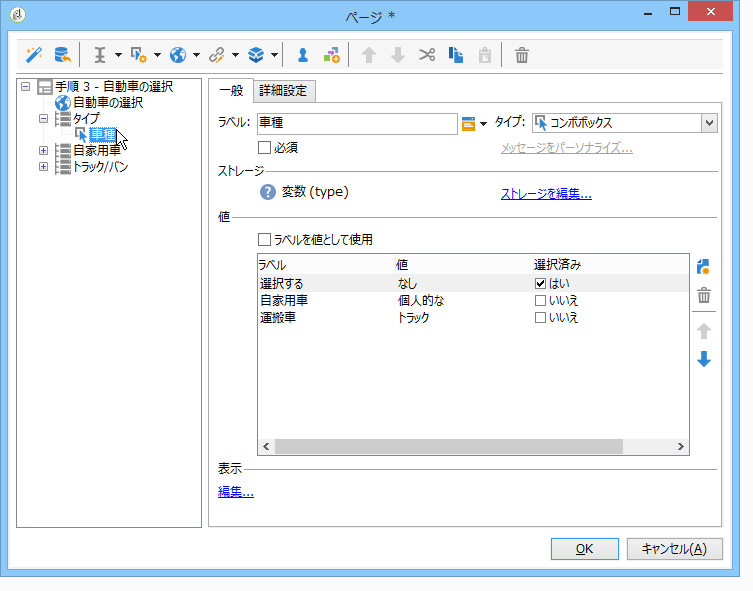 ページ *
手順 3 - 自動車の選択
自動車の選択
タイプ
車種
自家用車
トラック/バン
一般
詳細設定
ラベル: 車種 タイプ: コンボボックス
必須 メッセージをパーソナライズ...
ストレージ
変数 (type) ストレージを編集...
値
ラベルを値として使用
ラベル 値 選択済み
選択する なし はい
自家用車 個人的な いいえ
運搬車 トラック いいえ
表示
編集...
OK キャンセル(A)